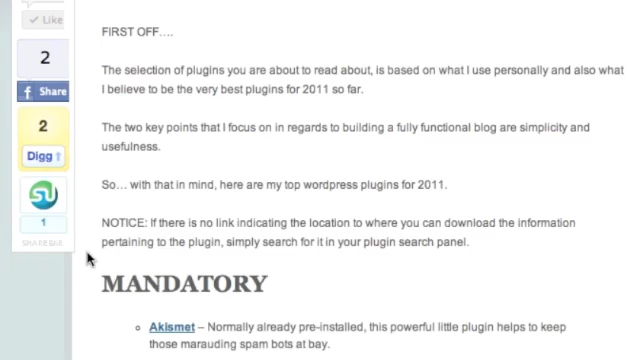 Like
2
Share
2
Digg
1
SHAREBAR
FIRST OFF....
The selection of plugins you are about to read about, is based on what I use personally and also what
I believe to be the very best plugins for 2011 so far.
The two key points that I focus on in regards to building a fully functional blog are simplicity and
usefulness.
So... with that in mind, here are my top wordpress plugins for 2011.
NOTICE: If there is no link indicating the location to where you can download the information
pertaining to the plugin, simply search for it in your plugin search panel.
MANDATORY
Akismet – Normally already pre-installed, this powerful little plugin helps to keep
those marauding spam bots at bay.